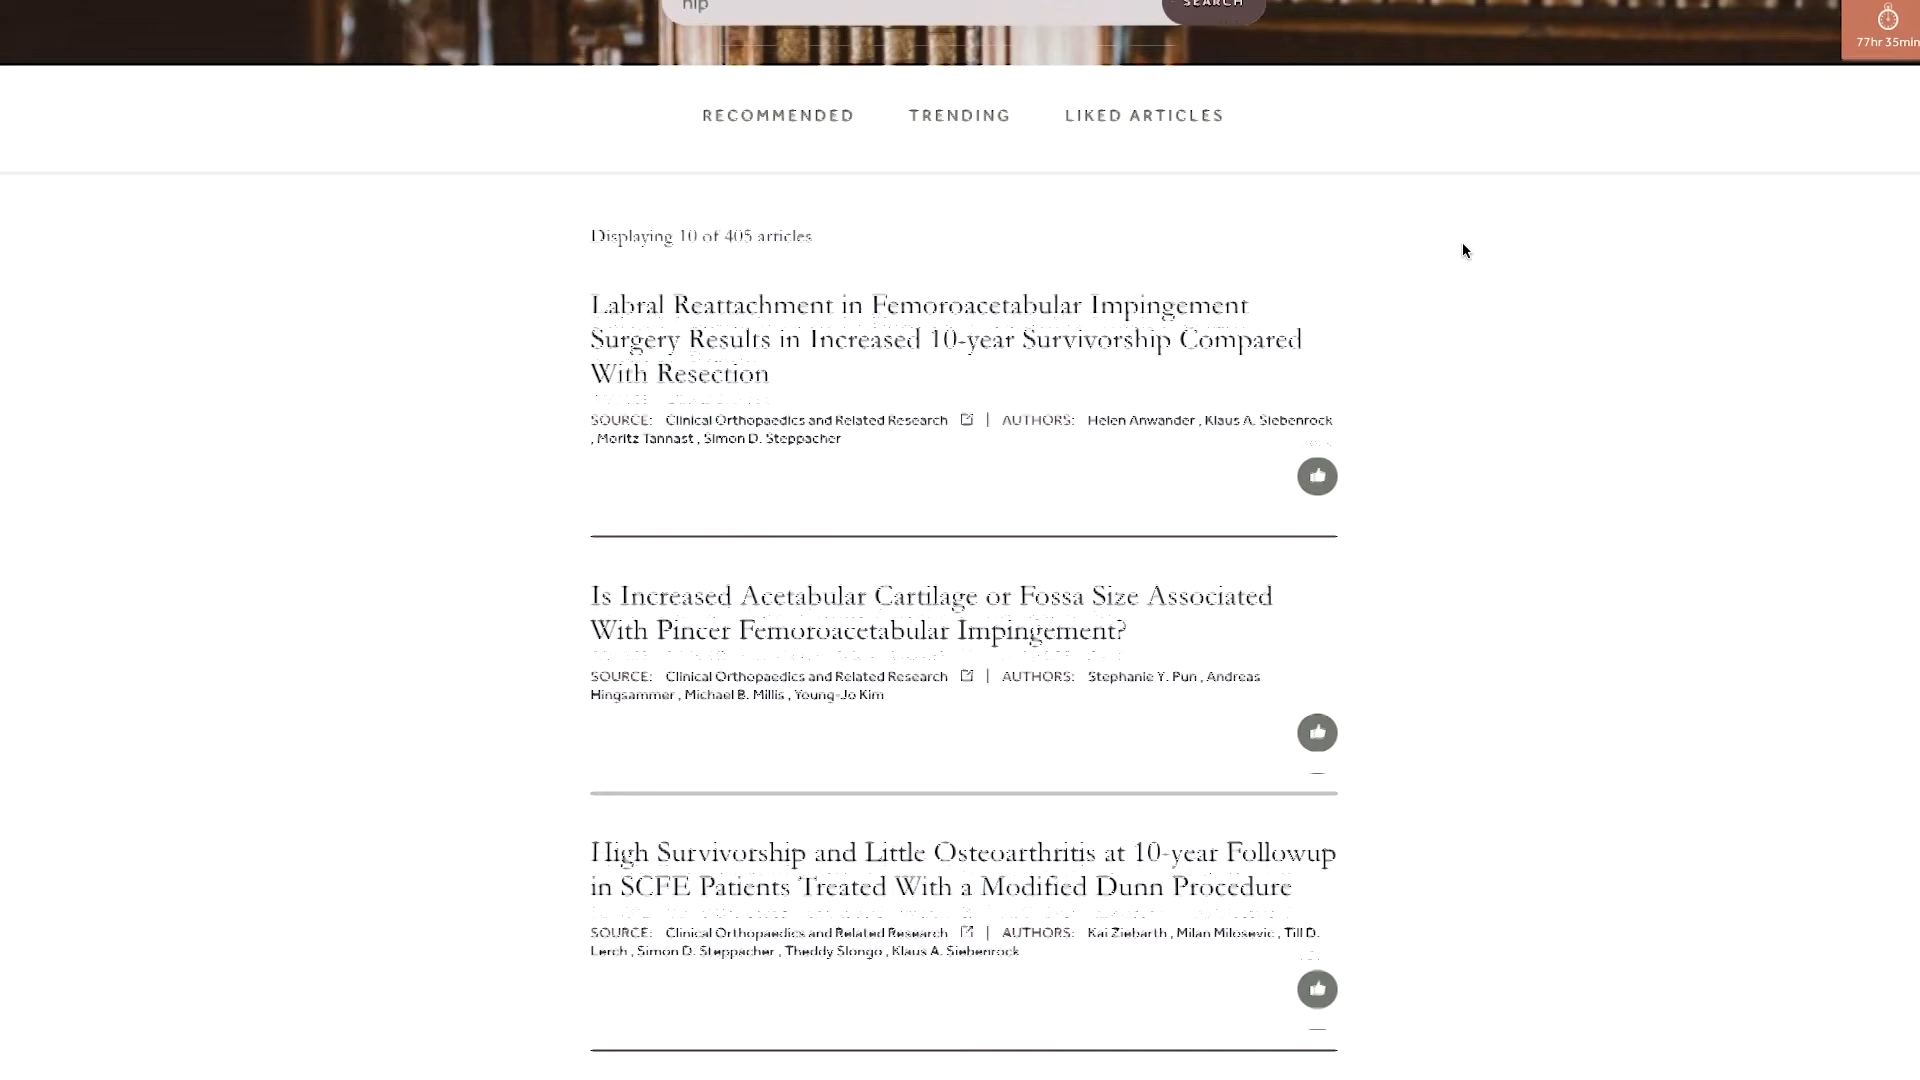 hip
SEARCH
77hr 35min
RECOMMENDED TRENDING LIKED ARTICLES
Displaying 10 of 405 articles
Labral Reattachment in Femoroacetabular Impingement
Surgery Results in Increased 10-year Survivorship Compared
With Resection
SOURCE: Clinical Orthopaedics and Related Research | AUTHORS: Helen Anwander , Klaus A. Siebenrock
, Moritz Tannast , Simon D. Steppacher
Is Increased Acetabular Cartilage or Fossa Size Associated
With Pincer Femoroacetabular Impingement?
SOURCE: Clinical Orthopaedics and Related Research | AUTHORS: Stephanie Y. Pun , Andreas
Hingsammer , Michael B. Millis , Young-Jo Kim
High Survivorship and Little Osteoarthritis at 10-year Followup
in SCFE Patients Treated With a Modified Dunn Procedure
SOURCE: Clinical Orthopaedics and Related Research | AUTHORS: Kai Ziebarth , Milan Milosevic , Till D.
Lerch , Simon D. Steppacher , Theddy Slongo , Klaus A. Siebenrock